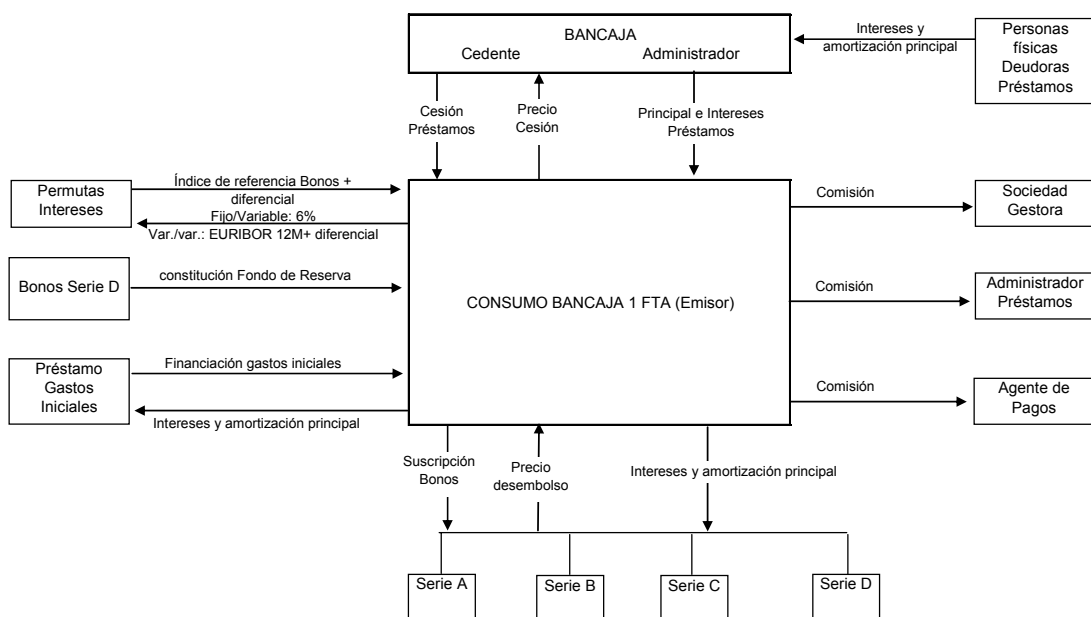 BANCAJA
Cedente
Administrador
Intereses y
amortización principal
Personas
físicas
Deudoras
Préstamos
Cesión
Préstamos
Precio
Cesión
Principal e Intereses
Préstamos
Permutas
Intereses
Índice de referencia Bonos +
diferencial
Fijo/Variable: 6%
Var./var.: EURIBOR 12M+ diferencial
Comisión
Sociedad
Gestora
Bonos Serie D
constitución Fondo de Reserva
CONSUMO BANCAJA 1 FTA (Emisor)
Comisión
Administrador
Préstamos
Préstamo
Gastos
Iniciales
Financiación gastos iniciales
Intereses y amortización principal
Comisión
Agente de
Pagos
Suscripción
Bonos
Precio
desembolso
Intereses y amortización principal
Serie A
Serie B
Serie C
Serie D